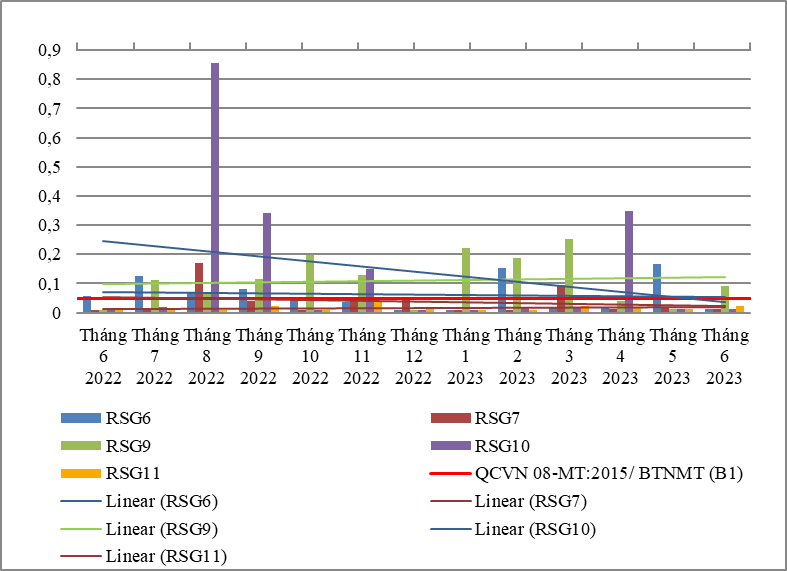 0,9
0,8
0,7
0,6
0,5
0,4
0,3
0,2
0,1
0
Tháng Tháng Tháng Tháng Tháng Tháng Tháng Tháng Tháng Tháng Tháng Tháng Tháng
6 7 8 9 10 11 12 1 2 3 4 5 6
2022 2022 2022 2022 2022 2022 2022 2023 2023 2023 2023 2023 2023
RSG6 RSG7
RSG9 RSG10
RSG11 QCVN 08-MT:2015/ BTNMT (B1)
Linear (RSG6) Linear (RSG7)
Linear (RSG9) Linear (RSG10)
Linear (RSG11)